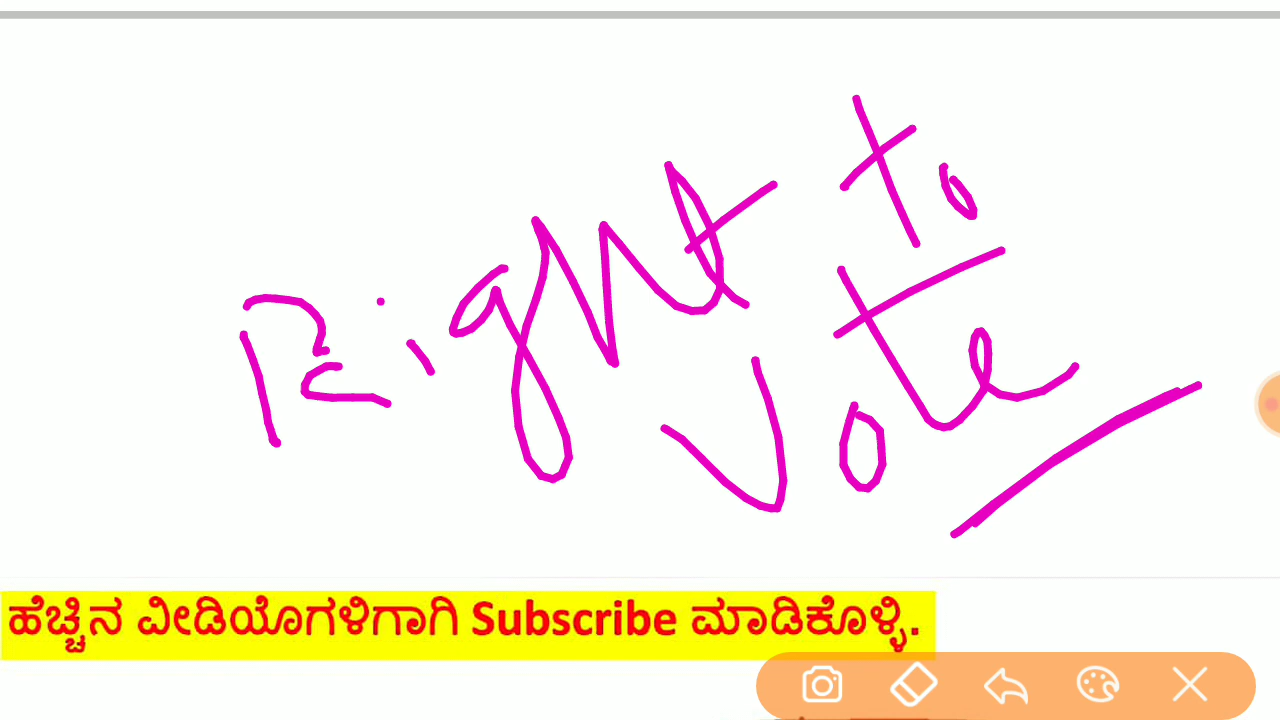 Right to
Vote
ಹೆಚ್ಚಿನ ವೀಡಿಯೊಗಳಿಗಾಗಿ Subscribe ಮಾಡಿಕೊಳ್ಳಿ.